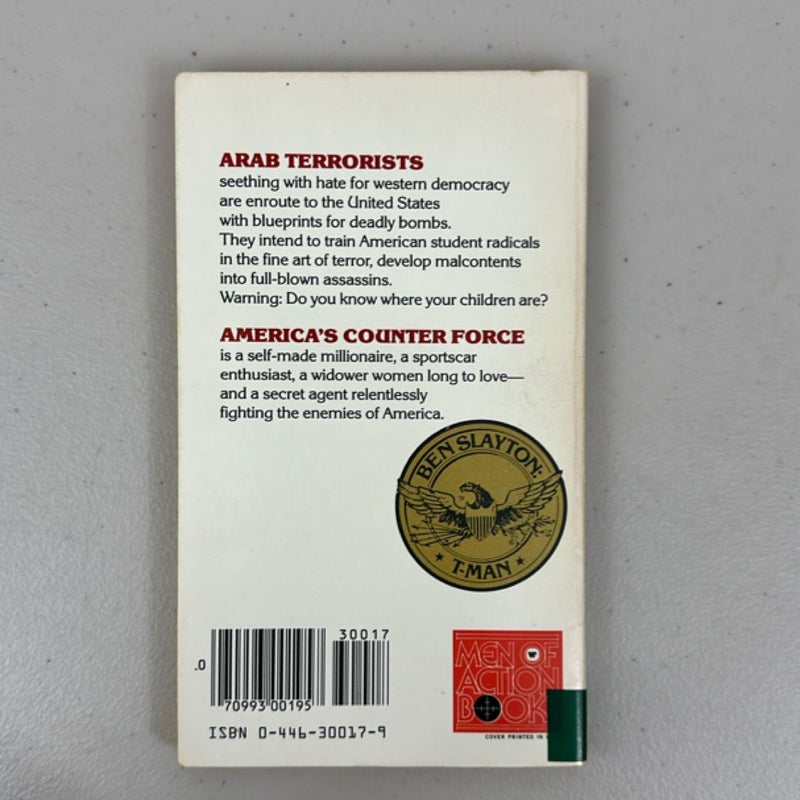 ARAB TERRORISTS
seething with hate for western democracy
are enroute to the United States
with blueprints for deadly bombs.
They intend to train American student radicals
in the fine art of terror, develop malcontents
into full-blown assassins.
Warning: Do you know where your children are?
AMERICA'S COUNTER FORCE
is a self-made millionaire, a sportscar
enthusiast, a widower women long to love—
and a secret agent relentlessly
fighting the enemies of America.
BEN SLAYTON:
★ T-MAN ★
30017
0
70993 00195
ISBN 0-446-30017-9
MEN OF
ACTION
BOOK
COVER PRINTED IN